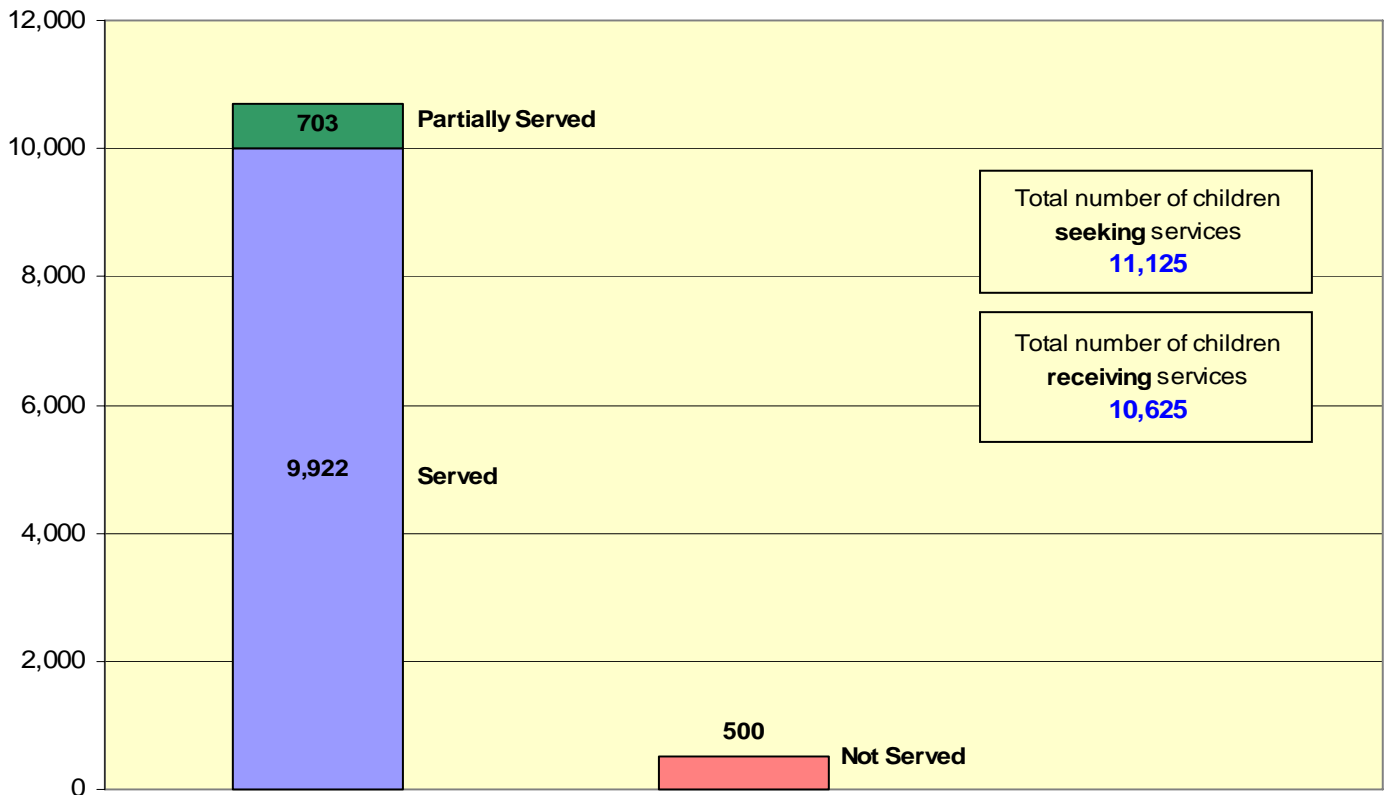 12,000
703 Partially Served
10,000
Total number of children
seeking services
11,125
8,000
Total number of children
receiving services
10,625
6,000
9,922 Served
4,000
2,000
500
Not Served
0